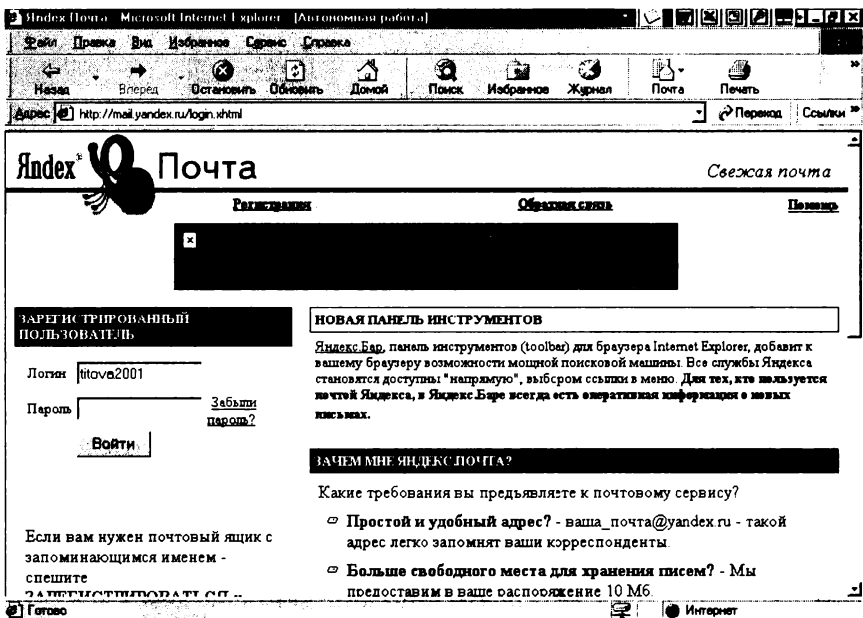 Яndex Почта - Microsoft Internet Explorer - [Автономная работа]
Файл Правка Вид Избранное Сервис Справка
Назад Вперед Остановить Обновить Домой Поиск Избранное Журнал Почта Печать
Адрес http://mail.yandex.ru/login.xhtml Переход Ссылки
Яndex Почта
Свежая почта
Регистрация Обратная связь Помощь
ЗАРЕГИСТРИРОВАННЫЙ
ПОЛЬЗОВАТЕЛЬ
Логин titova2001
Пароль Забыли
пароль?
Войти
Если вам нужен почтовый ящик с
запоминающимся именем -
спешите
ЗАРЕГИСТРИРОВАТЬСЯ
НОВАЯ ПАНЕЛЬ ИНСТРУМЕНТОВ
Яндекс.Бар, панель инструментов (toolbar) для браузера Internet Explorer, добавит к
вашему браузеру возможности мощной поисковой машины. Все службы Яндекса
становятся доступны "напрямую", выбором ссылки в меню. Для тех, кто пользуется
почтой Яндекса, в Яндекс.Баре всегда есть оперативная информация о новых
письмах.
ЗАЧЕМ МНЕ ЯНДЕКС.ПОЧТА?
Какие требования вы предъявляете к почтовому сервису?
Простой и удобный адрес? - ваша_почта@yandex.ru - такой
адрес легко запомнят ваши корреспонденты.
Больше свободного места для хранения писем? - Мы
предоставим в ваше распоряжение 10 Мб.
Готово Интернет